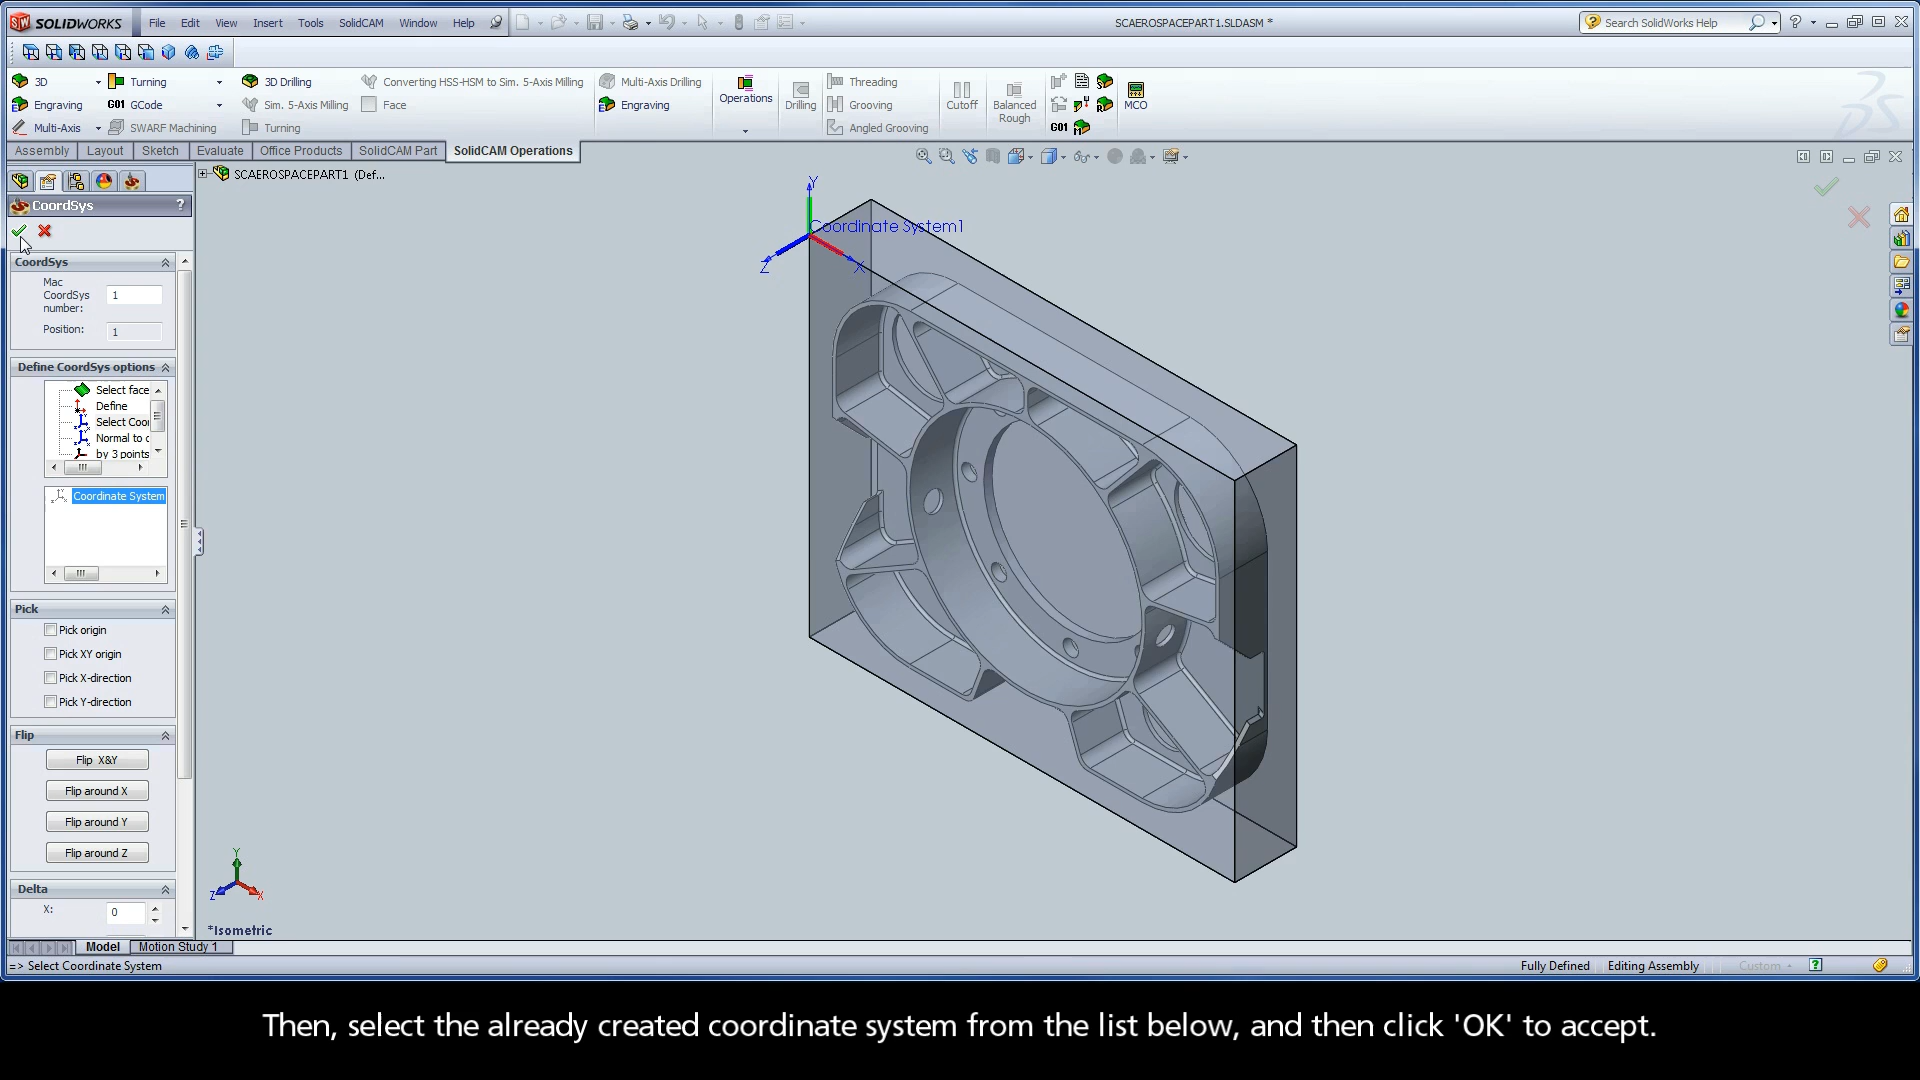 SOLIDWORKS File Edit View Insert Tools SolidCAM Window Help SCAEROSPACEPART1.SLDASM * Search SolidWorks Help
3D Turning 3D Drilling Converting HSS-HSM to Sim. 5-Axis Milling Multi-Axis Drilling Operations Drilling Threading Cutoff Balanced Rough MCO
Engraving G01 GCode Sim. 5-Axis Milling Face Engraving Grooving
Multi-Axis SWARF Machining Turning Angled Grooving G01
Assembly Layout Sketch Evaluate Office Products SolidCAM Part SolidCAM Operations
SCAEROSPACEPART1 (Def...
CoordSys ?
CoordSys
Mac CoordSys number: 1
Position: 1
Define CoordSys options
Select face
Define
Select Coor
Normal to c
by 3 points
Coordinate System
Pick
Pick origin
Pick XY origin
Pick X-direction
Pick Y-direction
Flip
Flip X&Y
Flip around X
Flip around Y
Flip around Z
Delta
X: 0
Y
Coordinate System1
Z X
Y
Z X
*Isometric
Model Motion Study 1
=> Select Coordinate System Fully Defined Editing Assembly Custom
Then, select the already created coordinate system from the list below, and then click 'OK' to accept.